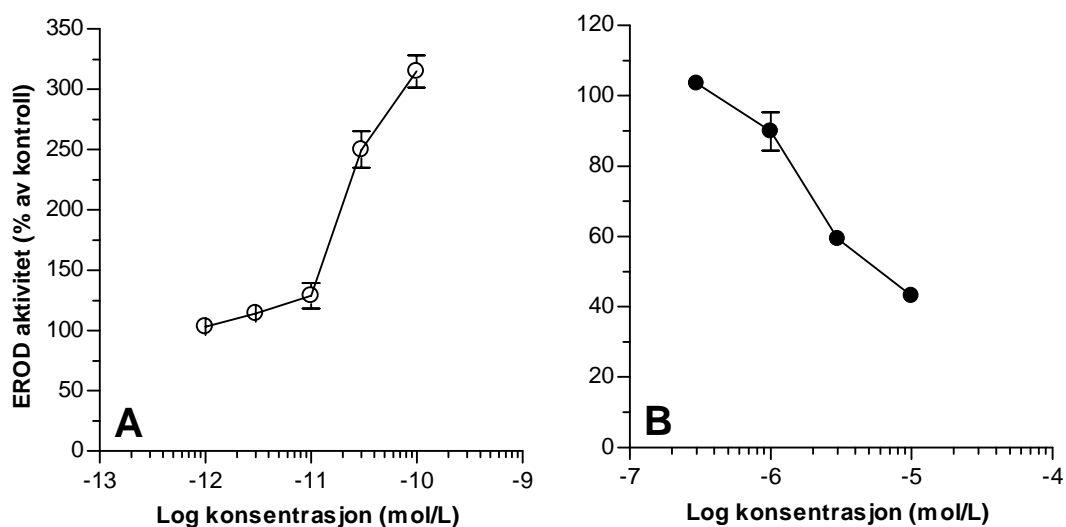 EROD aktivitet (% av kontroll)
350
300
250
200
150
100
50
0
A
-13 -12 -11 -10 -9
Log konsentrasjon (mol/L)
120
100
80
60
40
20
0
B
-7 -6 -5 -4
Log konsentrasjon (mol/L)